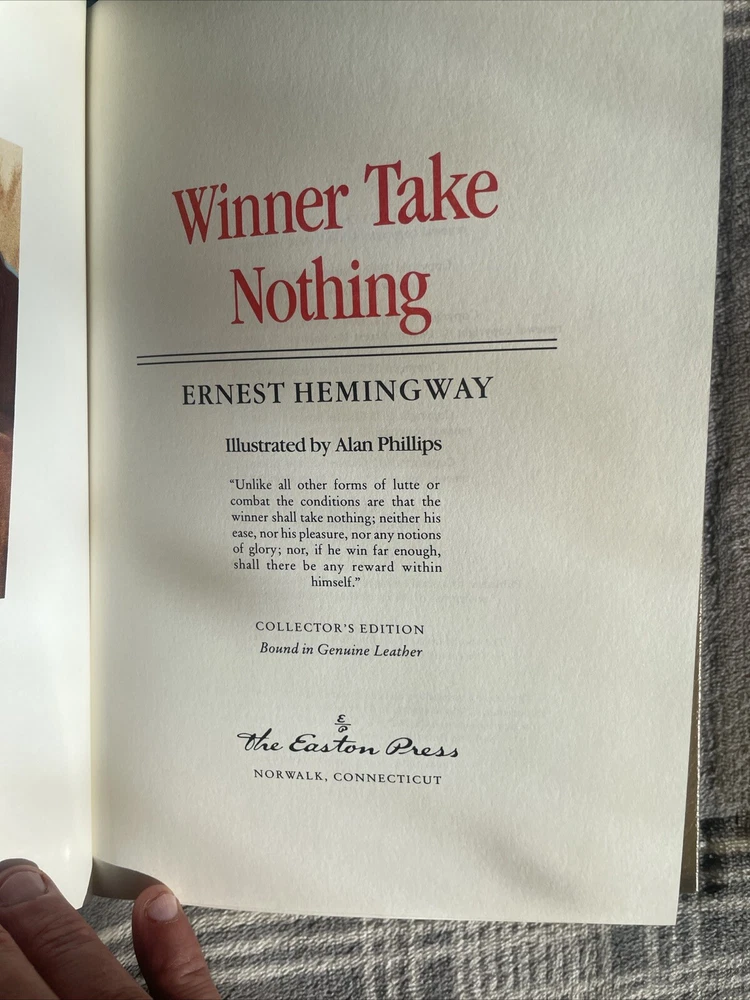 Winner Take
Nothing
ERNEST HEMINGWAY
Illustrated by Alan Phillips
“Unlike all other forms of lutte or
combat the conditions are that the
winner shall take nothing; neither his
ease, nor his pleasure, nor any notions
of glory; nor, if he win far enough,
shall there be any reward within
himself.”
COLLECTOR’S EDITION
Bound in Genuine Leather
E
P
The Easton Press
NORWALK, CONNECTICUT